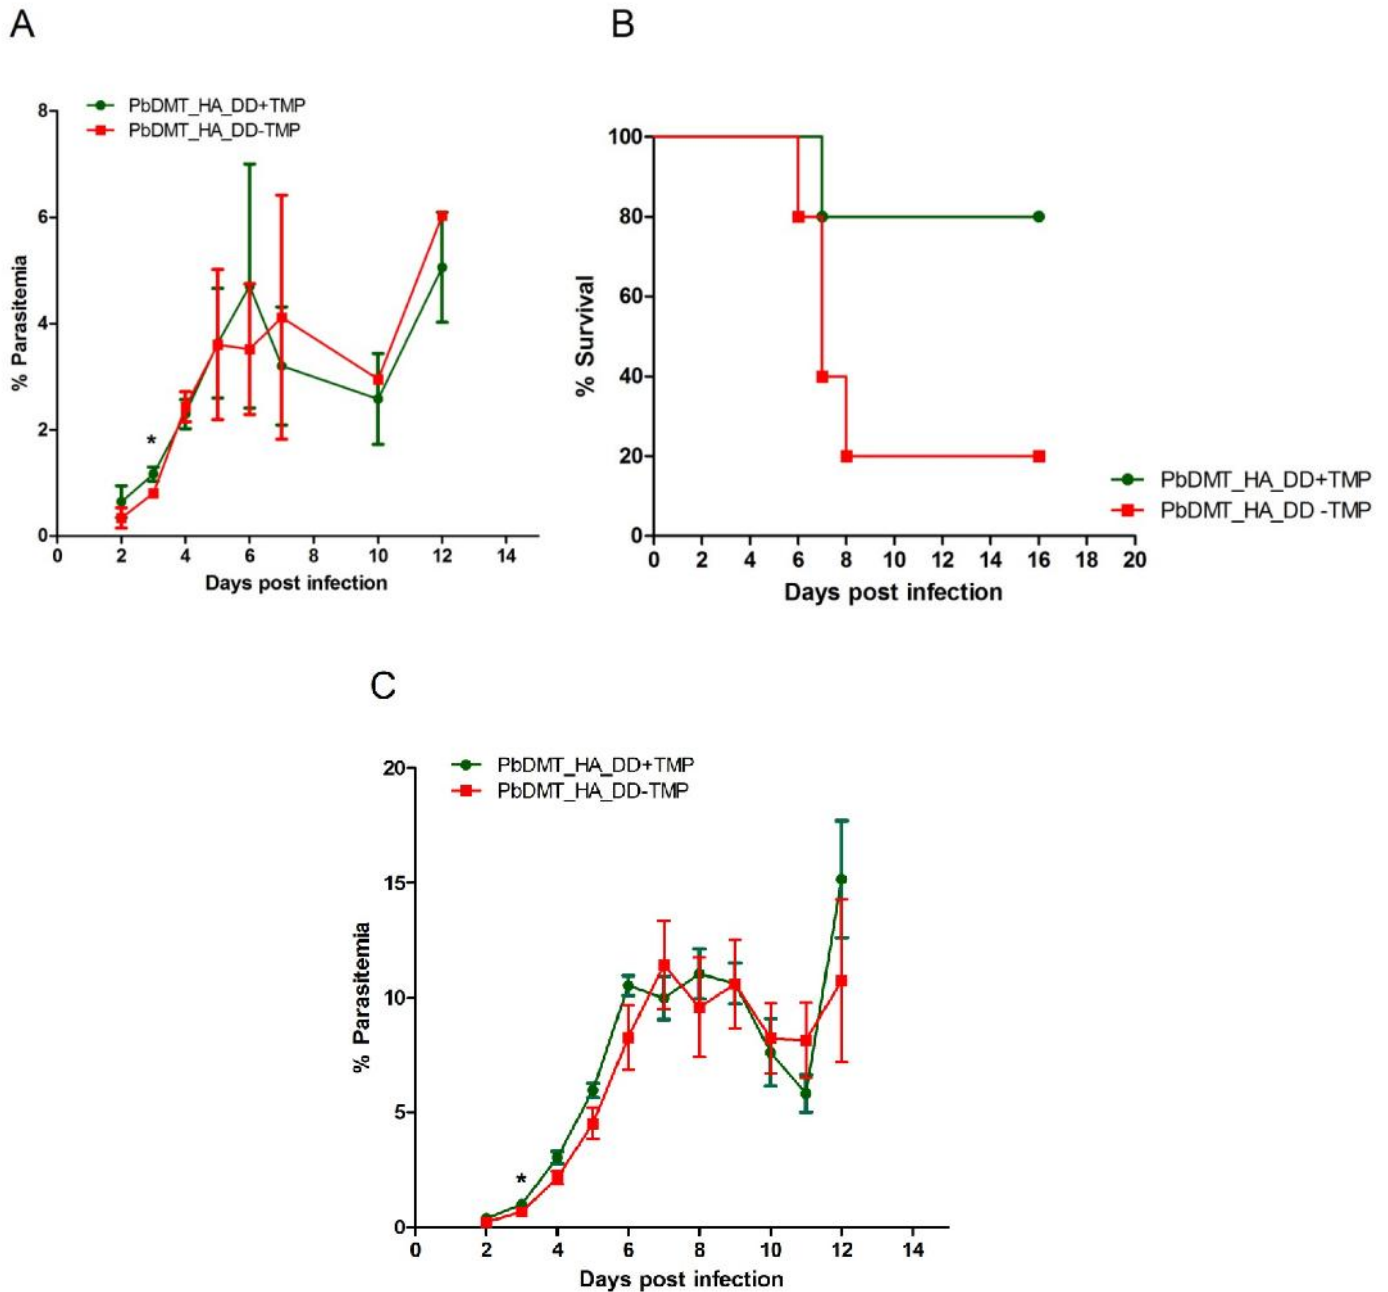 A
PbDMT_HA_DD+TMP
PbDMT_HA_DD-TMP
% Parasitemia
8
6
4
2
0
0 2 4 6 8 10 12 14
*
Days post infection
B
% Survival
100
80
60
40
20
0
0 2 4 6 8 10 12 14 16 18 20
Days post infection
PbDMT_HA_DD+TMP
PbDMT_HA_DD -TMP
C
PbDMT_HA_DD+TMP
PbDMT_HA_DD-TMP
% Parasitemia
20
15
10
5
0
*
0 2 4 6 8 10 12 14
Days post infection